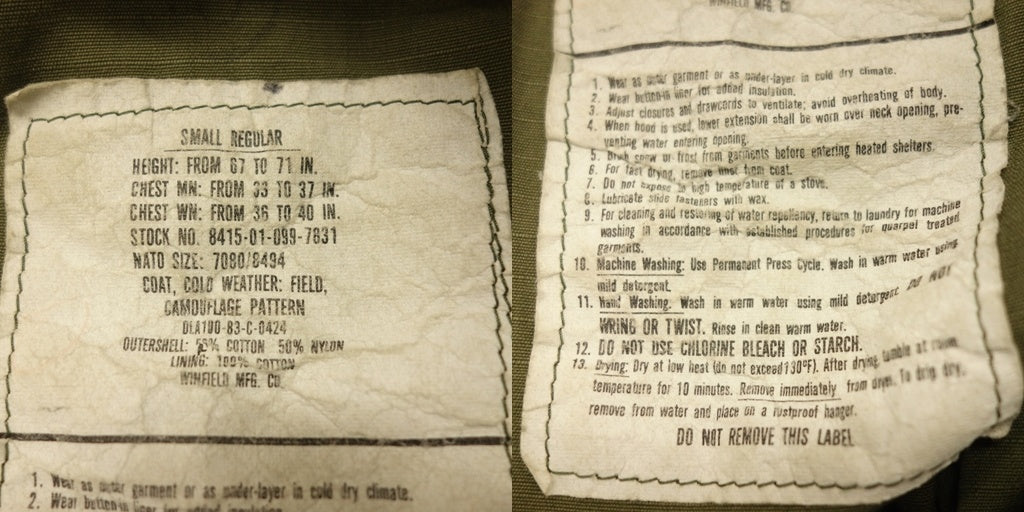 SMALL REGULAR
HEIGHT: FROM 67 TO 71 IN.
CHEST MN: FROM 33 TO 37 IN.
CHEST WN: FROM 36 TO 40 IN.
STOCK NO. 8415-01-099-7831
NATO SIZE: 7080/8494
COAT, COLD WEATHER: FIELD,
CAMOUFLAGE PATTERN
DLA100-83-C-0424
OUTERSHELL: COTTON 50% NYLON
LINING: 100% COTTON
WINFIELD MFG. CO.
1. Wear as outer garment or as under-layer in cold dry climate.
2. Wear button-in liner for added insulation.
WINFIELD MFG. CO.
1. Wear as outer garment or as under-layer in cold dry climate.
2. Wear button-in liner for added insulation.
3. Adjust closures and drawcords to ventilate; avoid overheating of body.
4. When hood is used, lower extension shall be worn over neck opening, pre-
venting water entering opening.
5. Brush snow or frost from garments before entering heated shelters.
6. For fast drying, remove liner from coat.
7. Do not expose to high temperature of a stove.
8. Lubricate slide fasteners with wax.
9. For cleaning and restoring of water repellency, return to laundry for machine
washing in accordance with established procedures for quarpel treated
garments.
10. Machine Washing: Use Permanent Press Cycle. Wash in warm water using
mild detergent.
11. Hand Washing. Wash in warm water using mild detergent. DO NOT
WRING OR TWIST. Rinse in clean warm water.
12. DO NOT USE CHLORINE BLEACH OR STARCH.
13. Drying: Dry at low heat (do not exceed 130°F). After drying, tumble at room
temperature for 10 minutes. Remove immediately from dryer. To drip dry,
remove from water and place on a rustproof hanger.
DO NOT REMOVE THIS LABEL